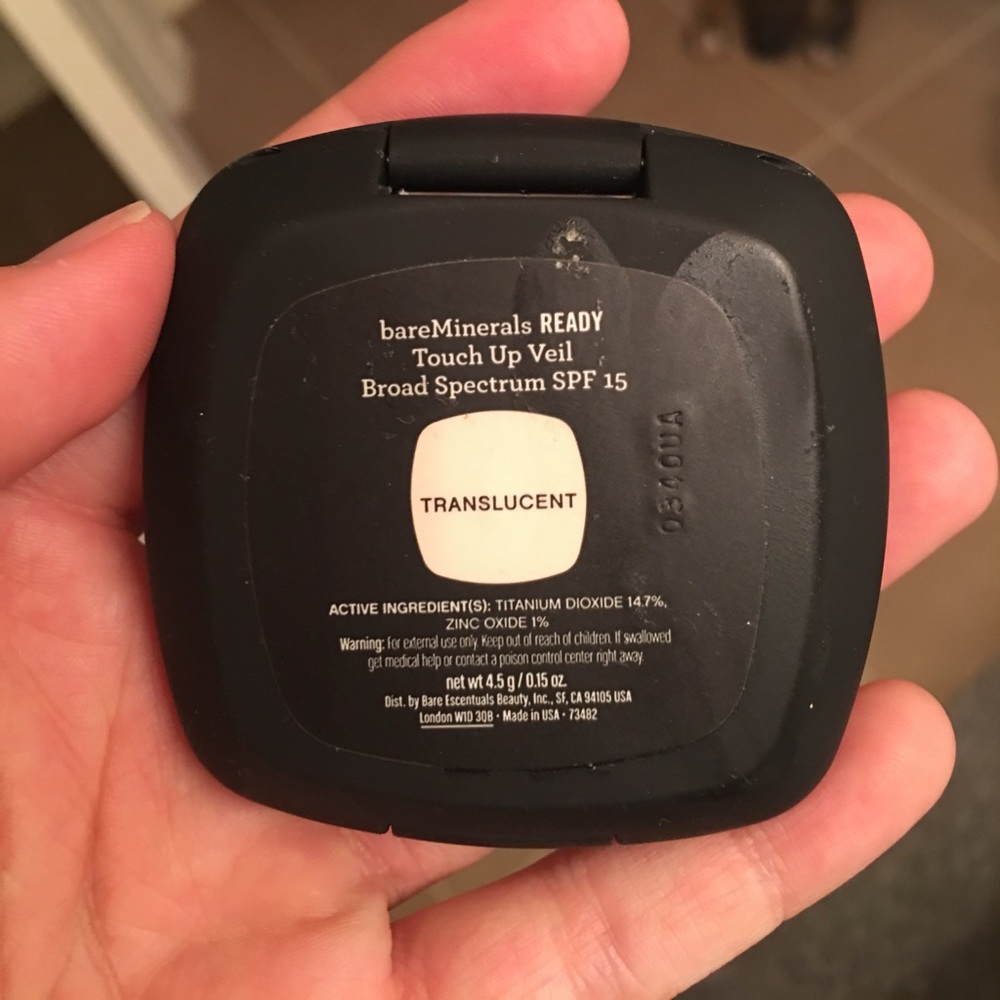 bareMinerals READY
Touch Up Veil
Broad Spectrum SPF 15
TRANSLUCENT
0340UA
ACTIVE INGREDIENT(S): TITANIUM DIOXIDE 14.7%,
ZINC OXIDE 1%
Warning: For external use only. Keep out of reach of children. If swallowed
get medical help or contact a poison control center right away.
net wt 4.5 g / 0.15 oz.
Dist. by Bare Escentuals Beauty, Inc., SF, CA 94105 USA
London W1D 3QB · Made in USA · 73482